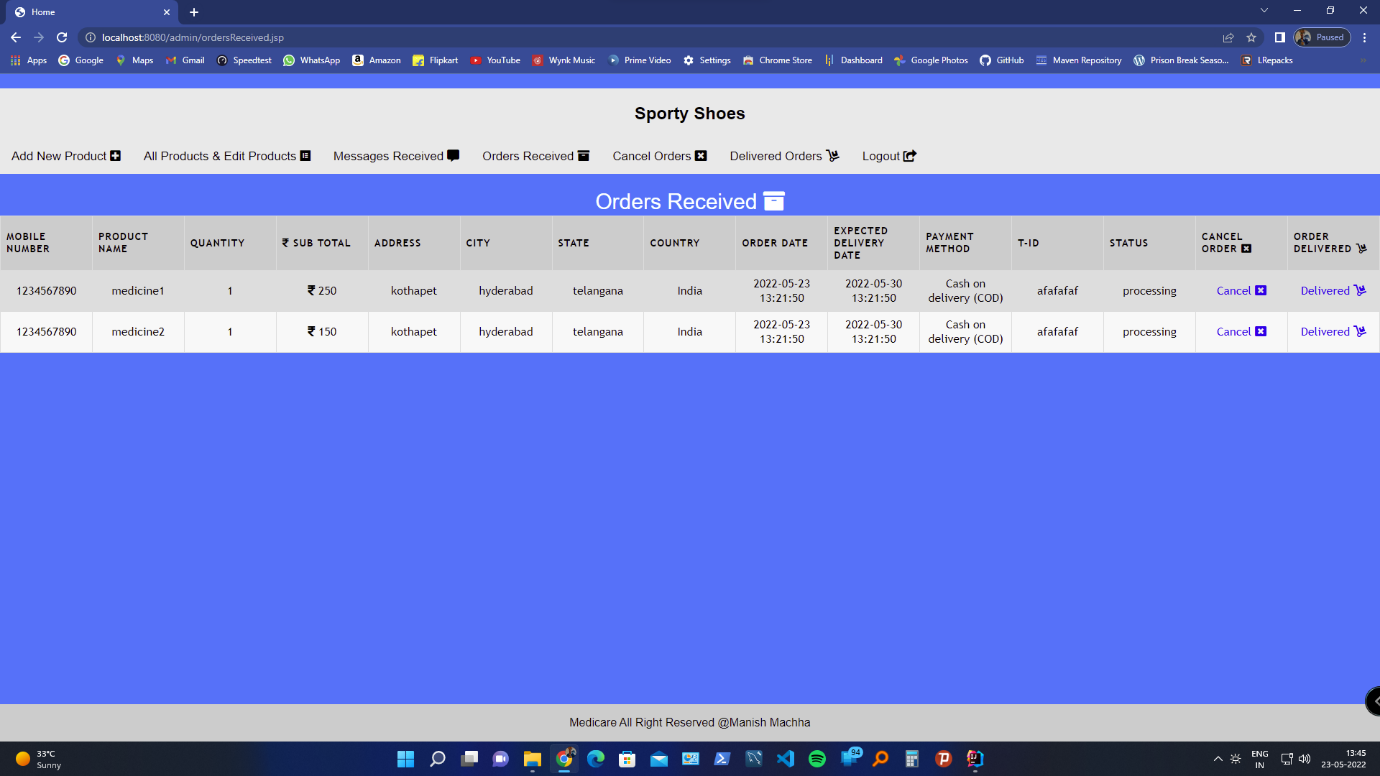 Home
localhost:8080/admin/ordersReceived.jsp
Paused
Apps Google Maps Gmail Speedtest WhatsApp Amazon Flipkart YouTube Wynk Music Prime Video Settings Chrome Store Dashboard Google Photos GitHub Maven Repository Prison Break Seaso... LRepacks
Sporty Shoes
Add New Product All Products & Edit Products Messages Received Orders Received Cancel Orders Delivered Orders Logout
Orders Received
MOBILE NUMBER PRODUCT NAME QUANTITY ₹ SUB TOTAL ADDRESS CITY STATE COUNTRY ORDER DATE EXPECTED DELIVERY DATE PAYMENT METHOD T-ID STATUS CANCEL ORDER ORDER DELIVERED
1234567890 medicine1 1 ₹ 250 kothapet hyderabad telangana India 2022-05-23 13:21:50 2022-05-30 13:21:50 Cash on delivery (COD) afafafaf processing Cancel Delivered
1234567890 medicine2 1 ₹ 150 kothapet hyderabad telangana India 2022-05-23 13:21:50 2022-05-30 13:21:50 Cash on delivery (COD) afafafaf processing Cancel Delivered
Medicare All Right Reserved @Manish Machha
33°C
Sunny
94
ENG
IN
13:45
23-05-2022